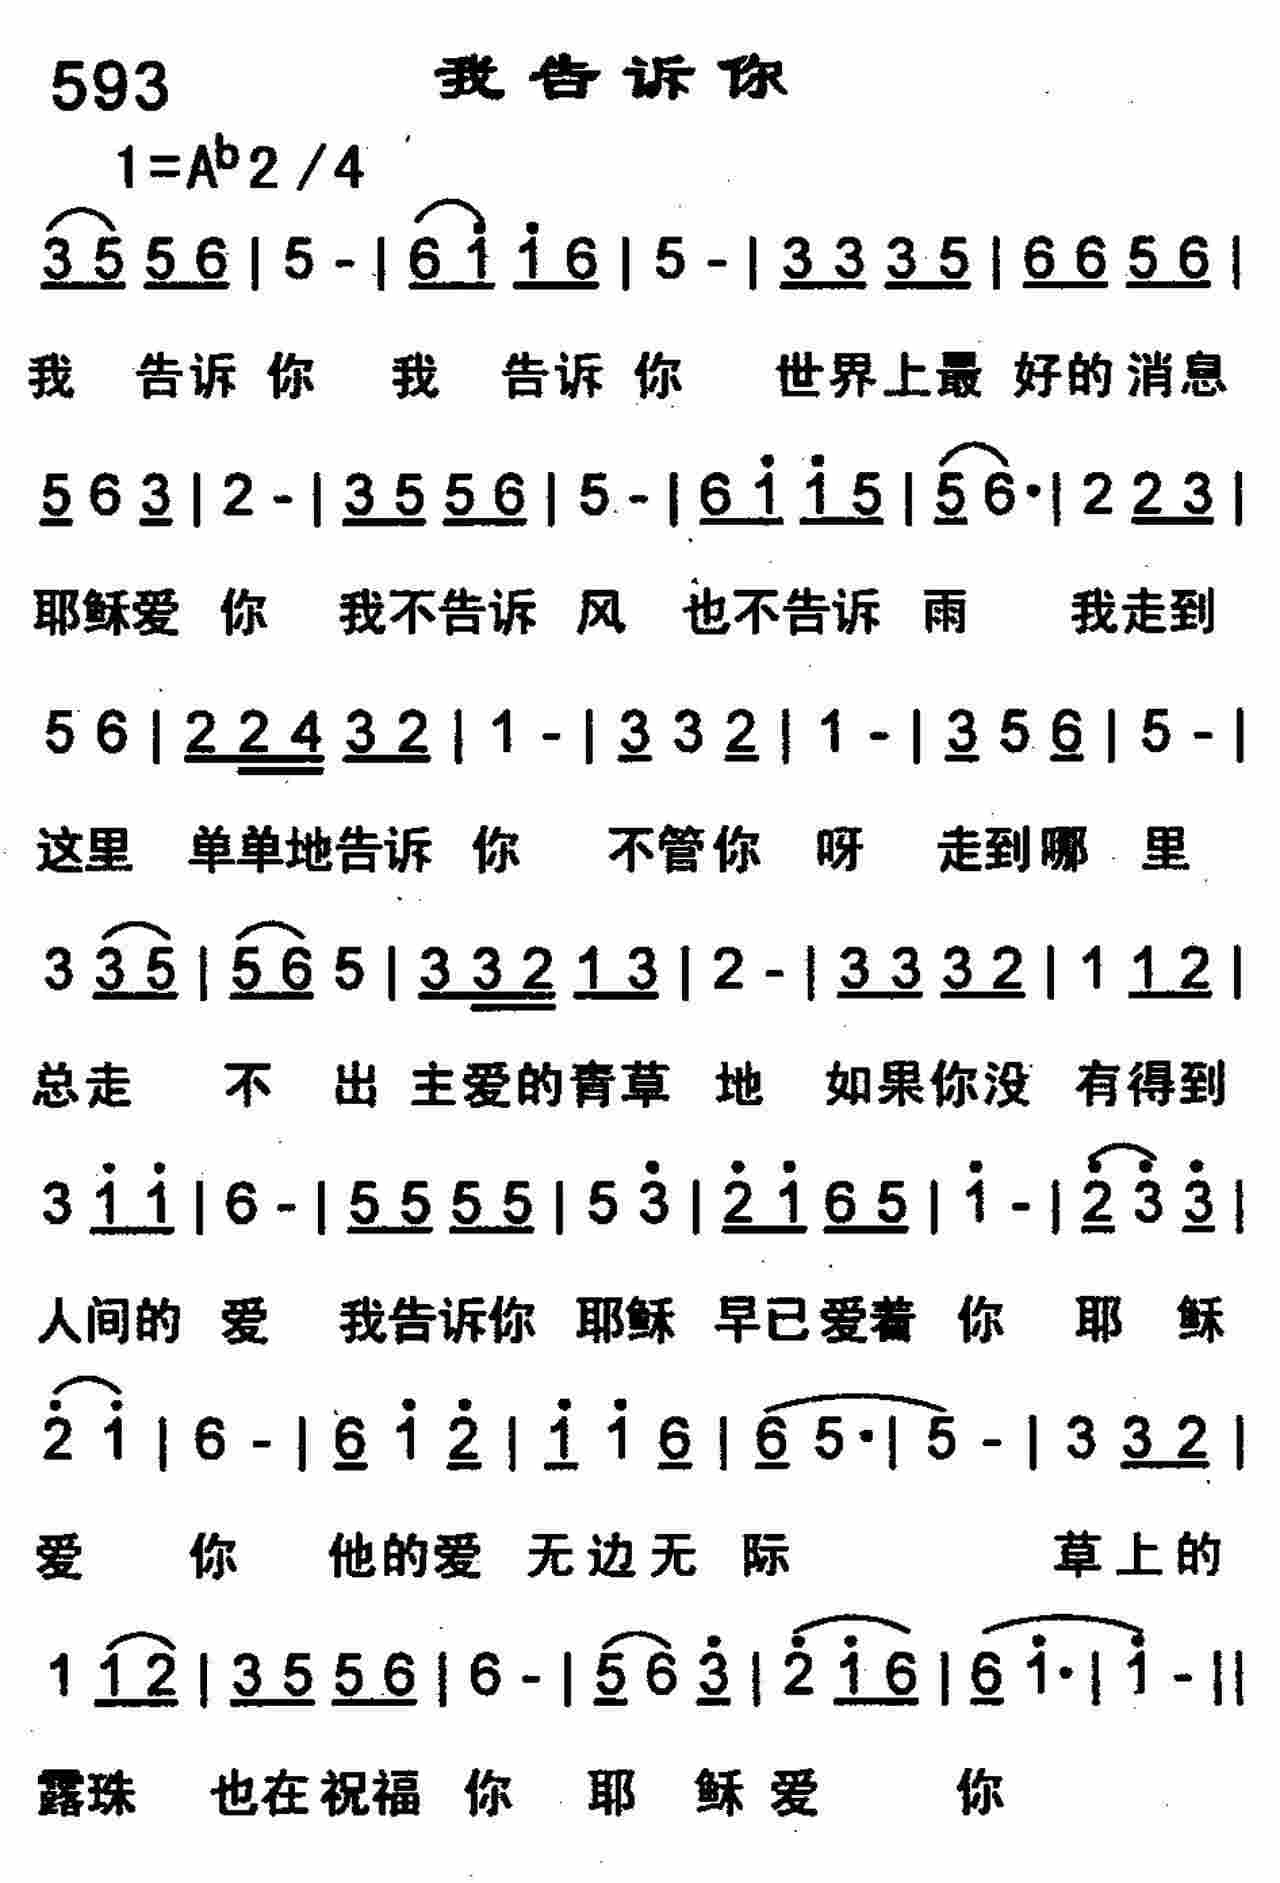 593 我告诉你
1=A♭2/4
3 5 5 6 | 5 - | 6 1̇ 1̇ 6 | 5 - | 3 3 3 5 | 6 6 5 6 |
我 告诉 你 我 告诉 你 世界上最 好的消息
5 6 3 | 2 - | 3 5 5 6 | 5 - | 6 1̇ 1̇ 5 | 5 6· | 2 2 3 |
耶稣爱 你 我不告诉 风 也不告诉 雨 我走到
5 6 | 2 2 4 3 2 | 1 - | 3 3 2 | 1 - | 3 5 6 | 5 - |
这里 单单地告诉 你 不管你 呀 走到哪 里
3 3 5 | 5 6 5 | 3 3 2 1 3 | 2 - | 3 3 3 2 | 1 1 2 |
总走 不 出 主爱的青草 地 如果你没 有得到
3 1̇ 1̇ | 6 - | 5 5 5 5 | 5 3̇ | 2̇ 1̇ 6 5 | 1̇ - | 2̇ 3̇ 3̇ |
人间的 爱 我告诉你 耶稣 早已爱着 你 耶 稣
2̇ 1̇ | 6 - | 6 1̇ 2̇ | 1̇ 1̇ 6 | 6 5· | 5 - | 3 3 2 |
爱 你 他的爱 无边无 际 草上的
1 1 2 | 3 5 5 6 | 6 - | 5 6 3̇ | 2̇ 1̇ 6 | 6 1̇· | 1̇ - ||
露珠 也在祝福 你 耶 稣 爱 你